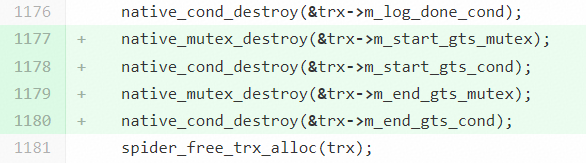 1176 native_cond_destroy(&trx->m_log_done_cond);
1177 + native_mutex_destroy(&trx->m_start_gts_mutex);
1178 + native_cond_destroy(&trx->m_start_gts_cond);
1179 + native_mutex_destroy(&trx->m_end_gts_mutex);
1180 + native_cond_destroy(&trx->m_end_gts_cond);
1181 spider_free_trx_alloc(trx);